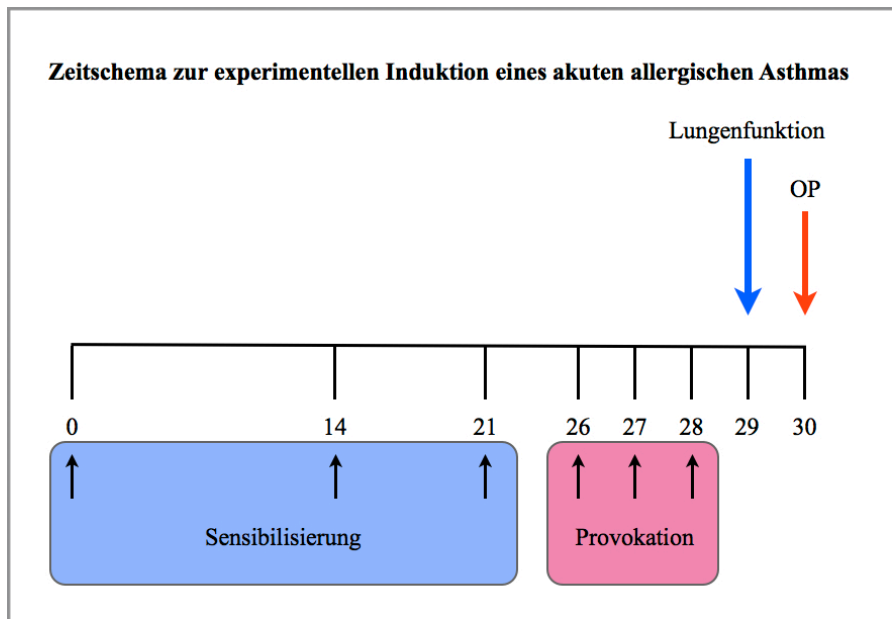 Zeitschema zur experimentellen Induktion eines akuten allergischen Asthmas
Lungenfunktion
OP
0 14 21 26 27 28 29 30
Sensibilisierung Provokation